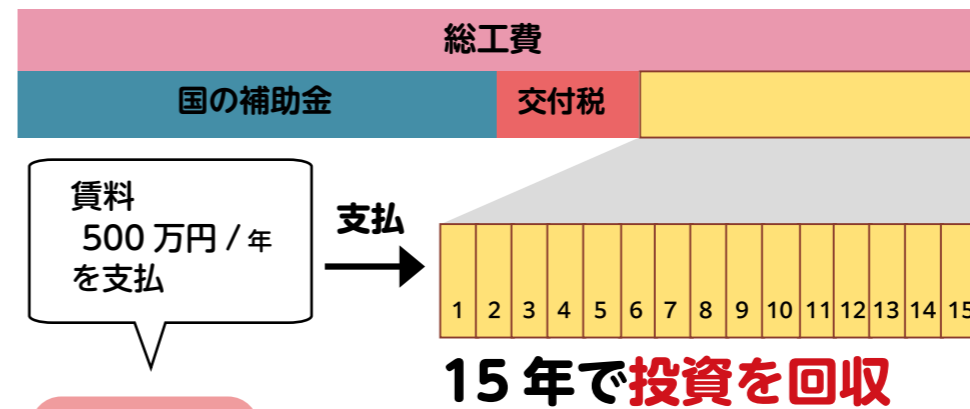 総工費
国の補助金
交付税
賃料
500 万円 / 年
を支払
支払
1 2 3 4 5 6 7 8 9 10 11 12 13 14 15
15 年で投資を回収